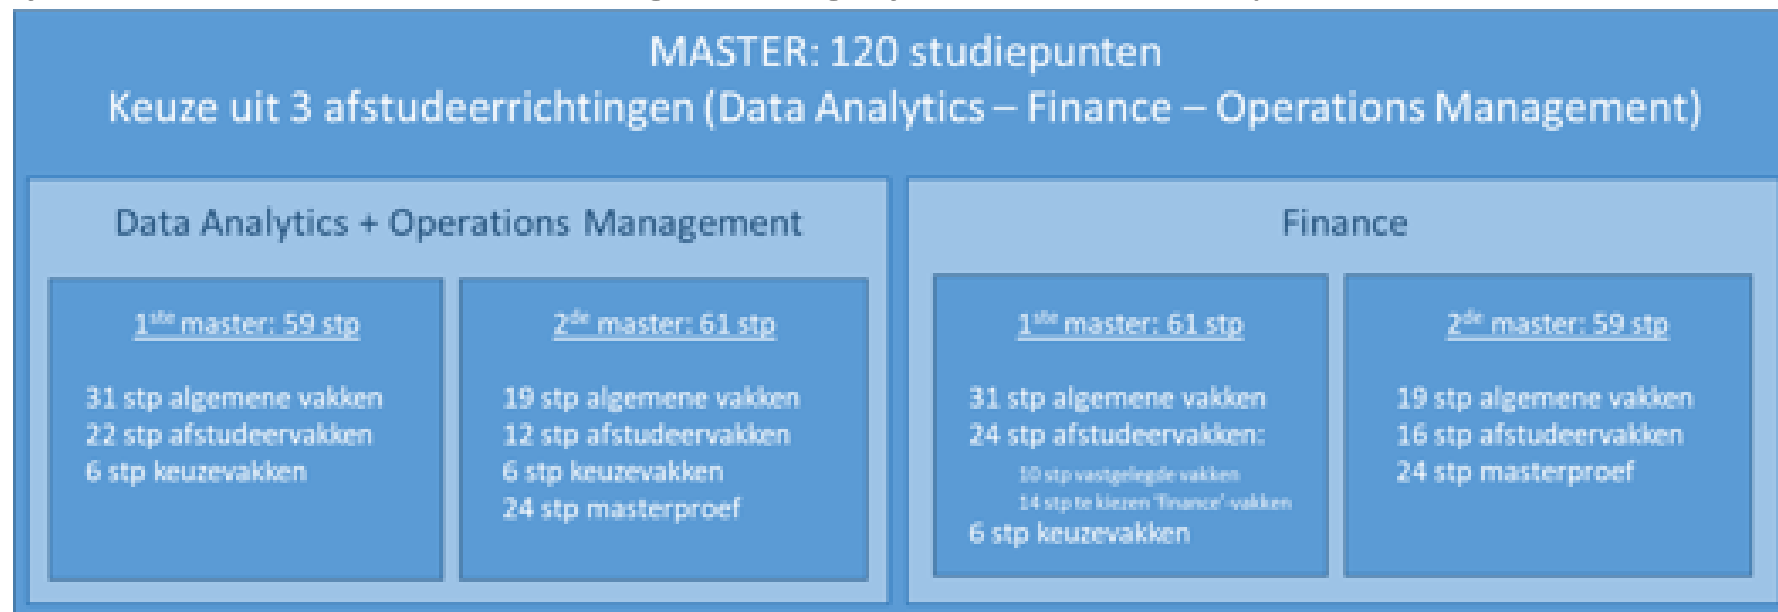 MASTER: 120 studiepunten
Keuze uit 3 afstudeerrichtingen (Data Analytics – Finance – Operations Management)
Data Analytics + Operations Management
1ste master: 59 stp
31 stp algemene vakken
22 stp afstudeervakken
6 stp keuzevakken
2de master: 61 stp
19 stp algemene vakken
12 stp afstudeervakken
6 stp keuzevakken
24 stp masterproef
Finance
1ste master: 61 stp
31 stp algemene vakken
24 stp afstudeervakken:
10 stp vastgelegde vakken
14 stp te kiezen 'finance'-vakken
6 stp keuzevakken
2de master: 59 stp
19 stp algemene vakken
16 stp afstudeervakken
24 stp masterproef